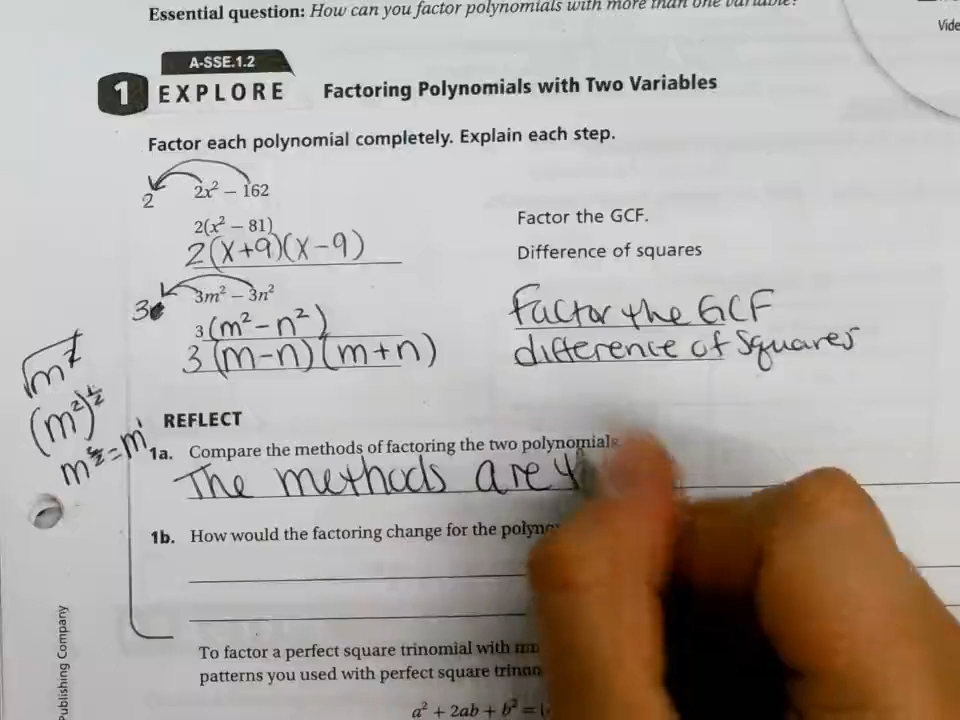 Essential question: How can you factor polynomials with more than one variable?
Vide
A-SSE.1.2
1 EXPLORE Factoring Polynomials with Two Variables
Factor each polynomial completely. Explain each step.
2x² – 162
2
2(x² – 81) Factor the GCF.
2(x+9)(x-9) Difference of squares
3m² – 3n²
3
3(m²-n²) Factor the GCF
3(m-n)(m+n) difference of squares
√m²
(m²)^½
m^2/2 = m¹
REFLECT
1a. Compare the methods of factoring the two polynomials
The methods are
1b. How would the factoring change for the
To factor a perfect square trinomial with
patterns you used with perfect square
a² + 2ab + b² =
Publishing Company